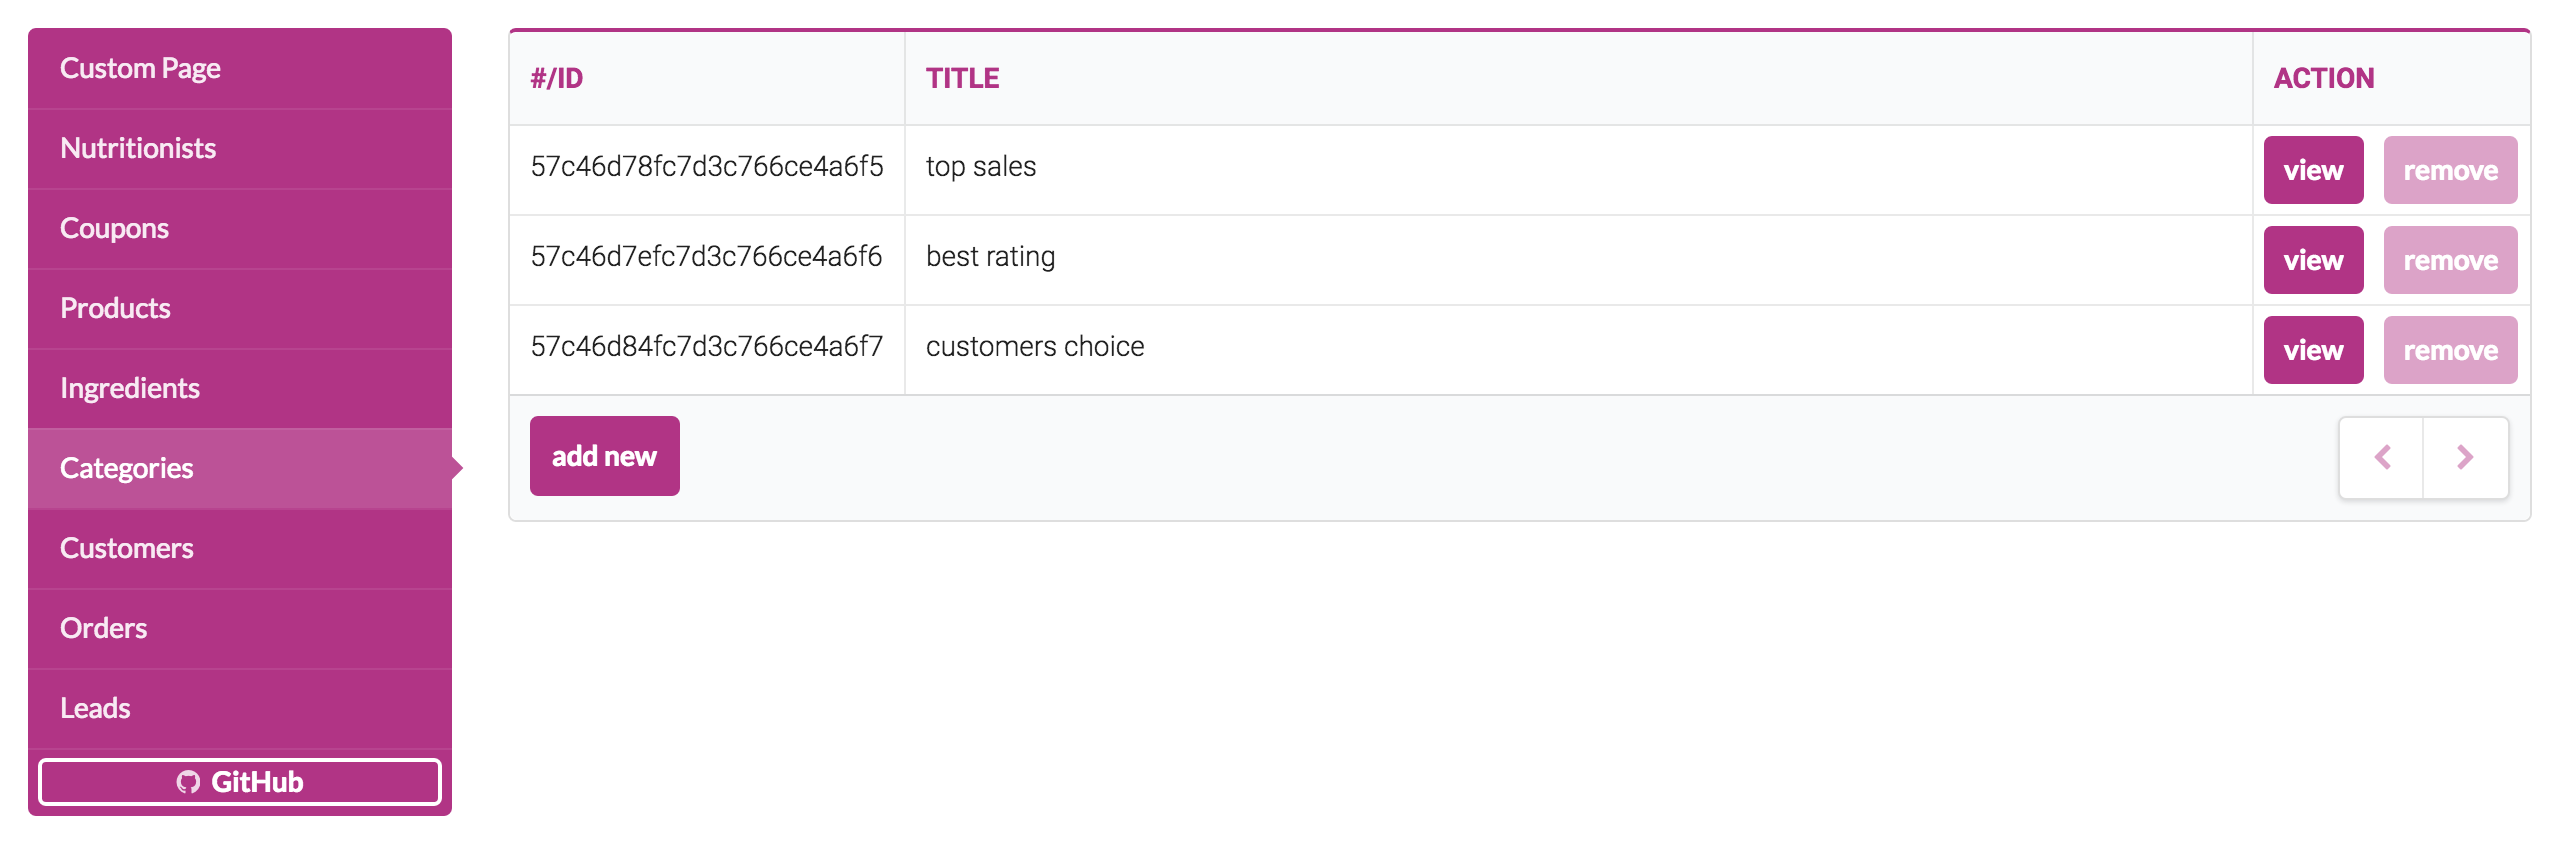 Custom Page
Nutritionists
Coupons
Products
Ingredients
Categories
Customers
Orders
Leads
GitHub
#/ID TITLE ACTION
57c46d78fc7d3c766ce4a6f5 top sales view remove
57c46d7efc7d3c766ce4a6f6 best rating view remove
57c46d84fc7d3c766ce4a6f7 customers choice view remove
add new